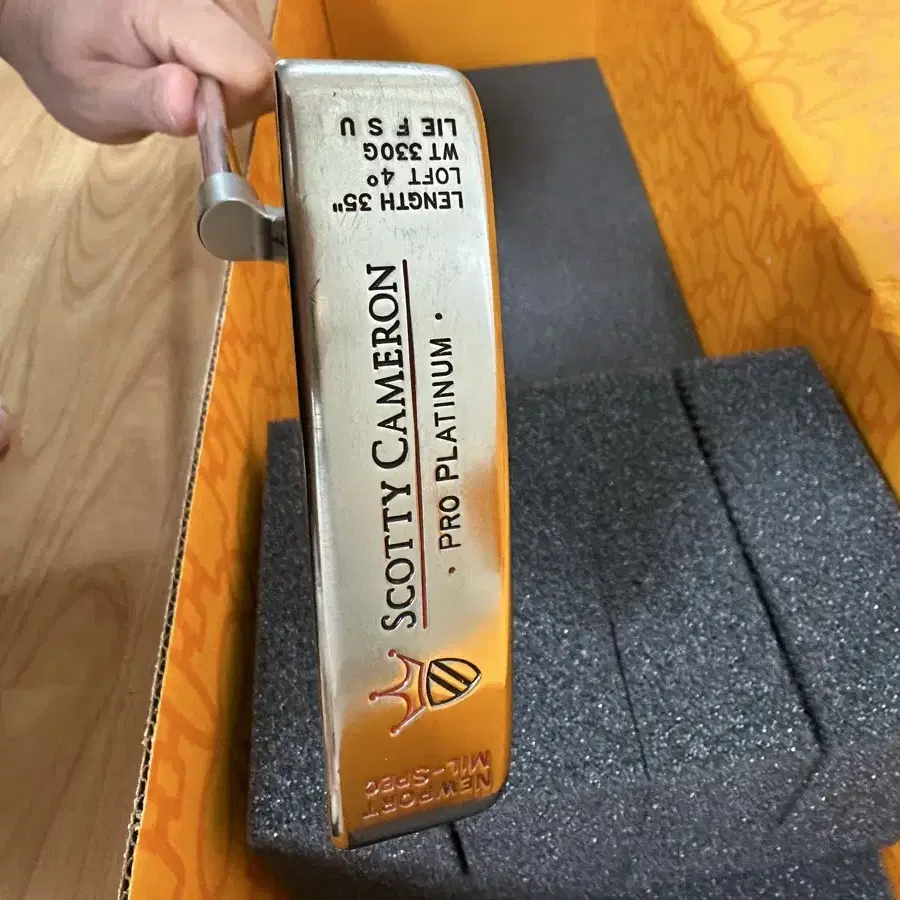 LENGTH 35"
LOFT 4°
WT 330G
LIE F S U
SCOTTY CAMERON
• PRO PLATINUM •
NEWPORT
MIL-SPEC